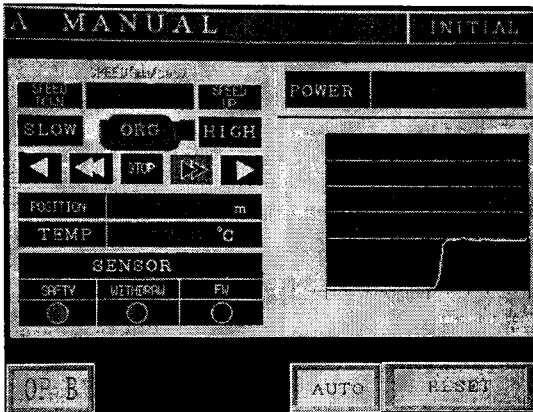 A MANUAL INITIAL
SPEED
SPEED DOWN SPEED UP
POWER
SLOW ORG HIGH
STOP
POSITION m
TEMP °C
SENSOR
SAFTY WITHDRAW FW
OP. B AUTO RESET